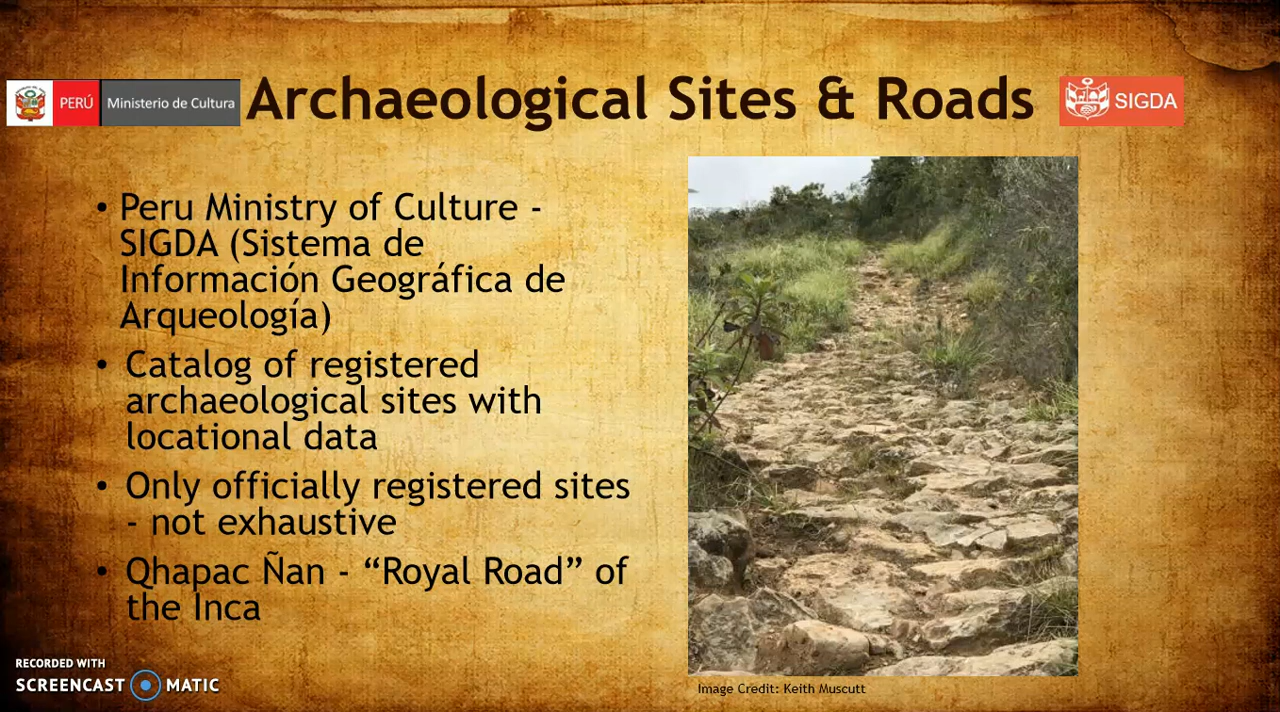 PERÚ
Ministerio de Cultura
Archaeological Sites & Roads
SIGDA
• Peru Ministry of Culture -
SIGDA (Sistema de
Información Geográfica de
Arqueología)
• Catalog of registered
archaeological sites with
locational data
• Only officially registered sites
- not exhaustive
• Qhapac Ñan - “Royal Road” of
the Inca
Image Credit: Keith Muscutt
RECORDED WITH
SCREENCAST MATIC